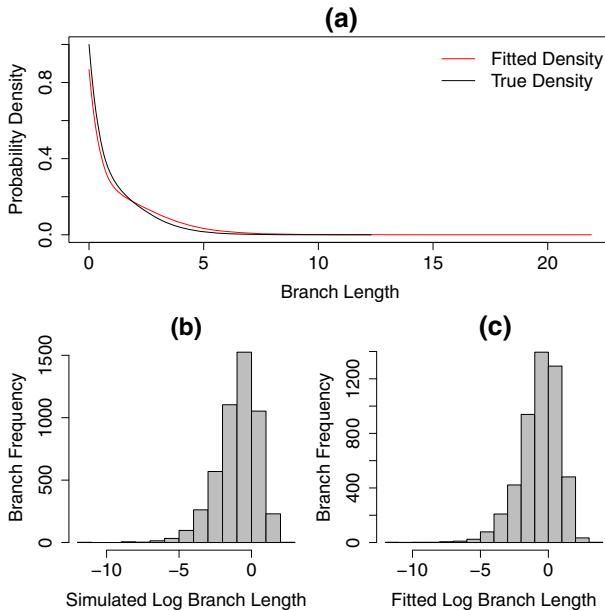 (a)
Probability Density
0.8
0.4
0.0
Fitted Density
True Density
0 5 10 15 20
Branch Length
(b)
Branch Frequency
1500
1000
500
0
−10 −5 0
Simulated Log Branch Length
(c)
Branch Frequency
1200
800
400
0
−10 −5 0
Fitted Log Branch Length